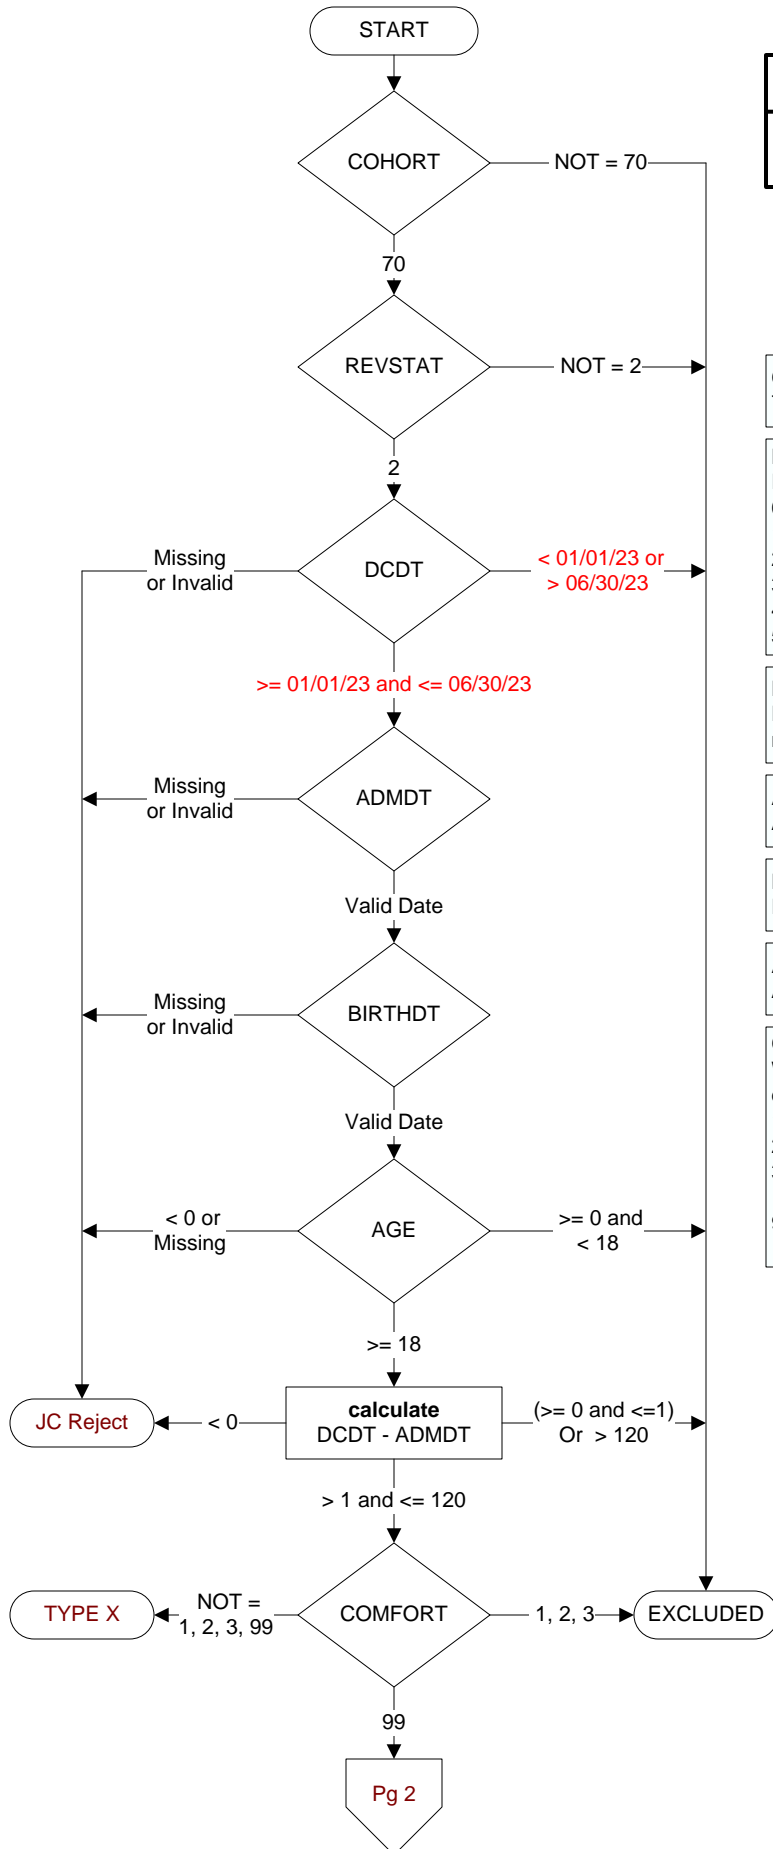 START
COHORT
NOT = 70
70
REVSTAT
NOT = 2
2
Missing
or Invalid
DCDT
< 01/01/23 or
> 06/30/23
>= 01/01/23 and <= 06/30/23
Missing
or Invalid
ADMDT
Valid Date
Missing
or Invalid
BIRTHDT
Valid Date
< 0 or
Missing
AGE
>= 0 and
< 18
>= 18
JC Reject
< 0
calculate
DCDT - ADMDT
(>= 0 and <=1)
Or > 120
> 1 and <= 120
TYPE X
NOT =
1, 2, 3, 99
COMFORT
1, 2, 3
EXCLUDED
99
Pg 2